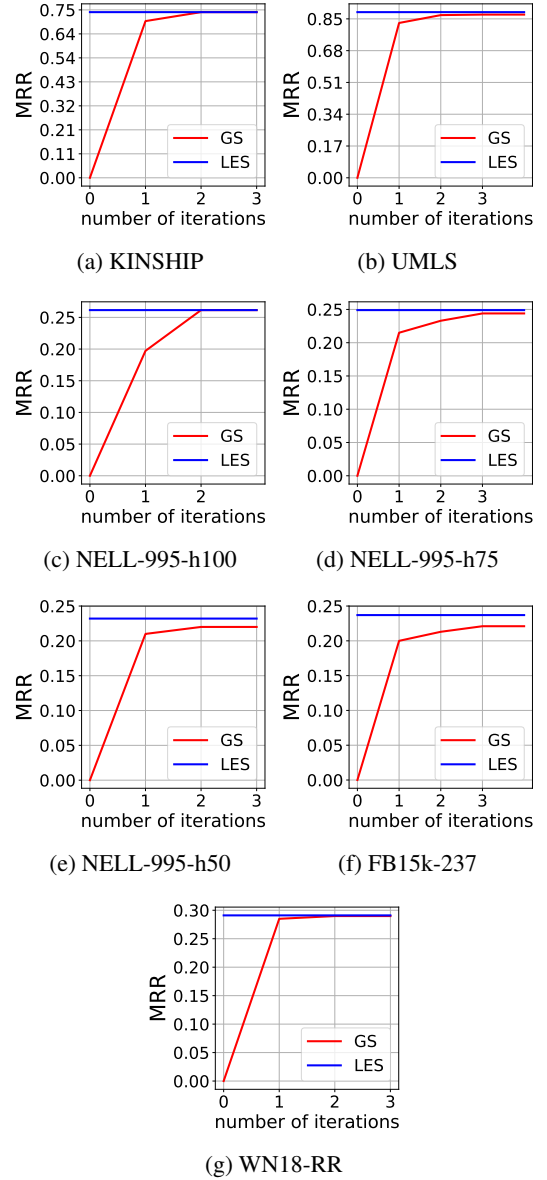 0.75
0.64
0.53
0.43
0.32
0.21
0.11
0.00
MRR
GS
LES
0 1 2 3
number of iterations
(a) KINSHIP
0.85
0.68
0.51
0.34
0.17
0.00
MRR
GS
LES
0 1 2 3
number of iterations
(b) UMLS
0.25
0.20
0.15
0.10
0.05
0.00
MRR
GS
LES
0 1 2
number of iterations
(c) NELL-995-h100
0.25
0.20
0.15
0.10
0.05
0.00
MRR
GS
LES
0 1 2 3
number of iterations
(d) NELL-995-h75
0.25
0.20
0.15
0.10
0.05
0.00
MRR
GS
LES
0 1 2 3
number of iterations
(e) NELL-995-h50
0.25
0.20
0.15
0.10
0.05
0.00
MRR
GS
LES
0 1 2 3
number of iterations
(f) FB15k-237
0.30
0.25
0.20
0.15
0.10
0.05
0.00
MRR
GS
LES
0 1 2 3
number of iterations
(g) WN18-RR